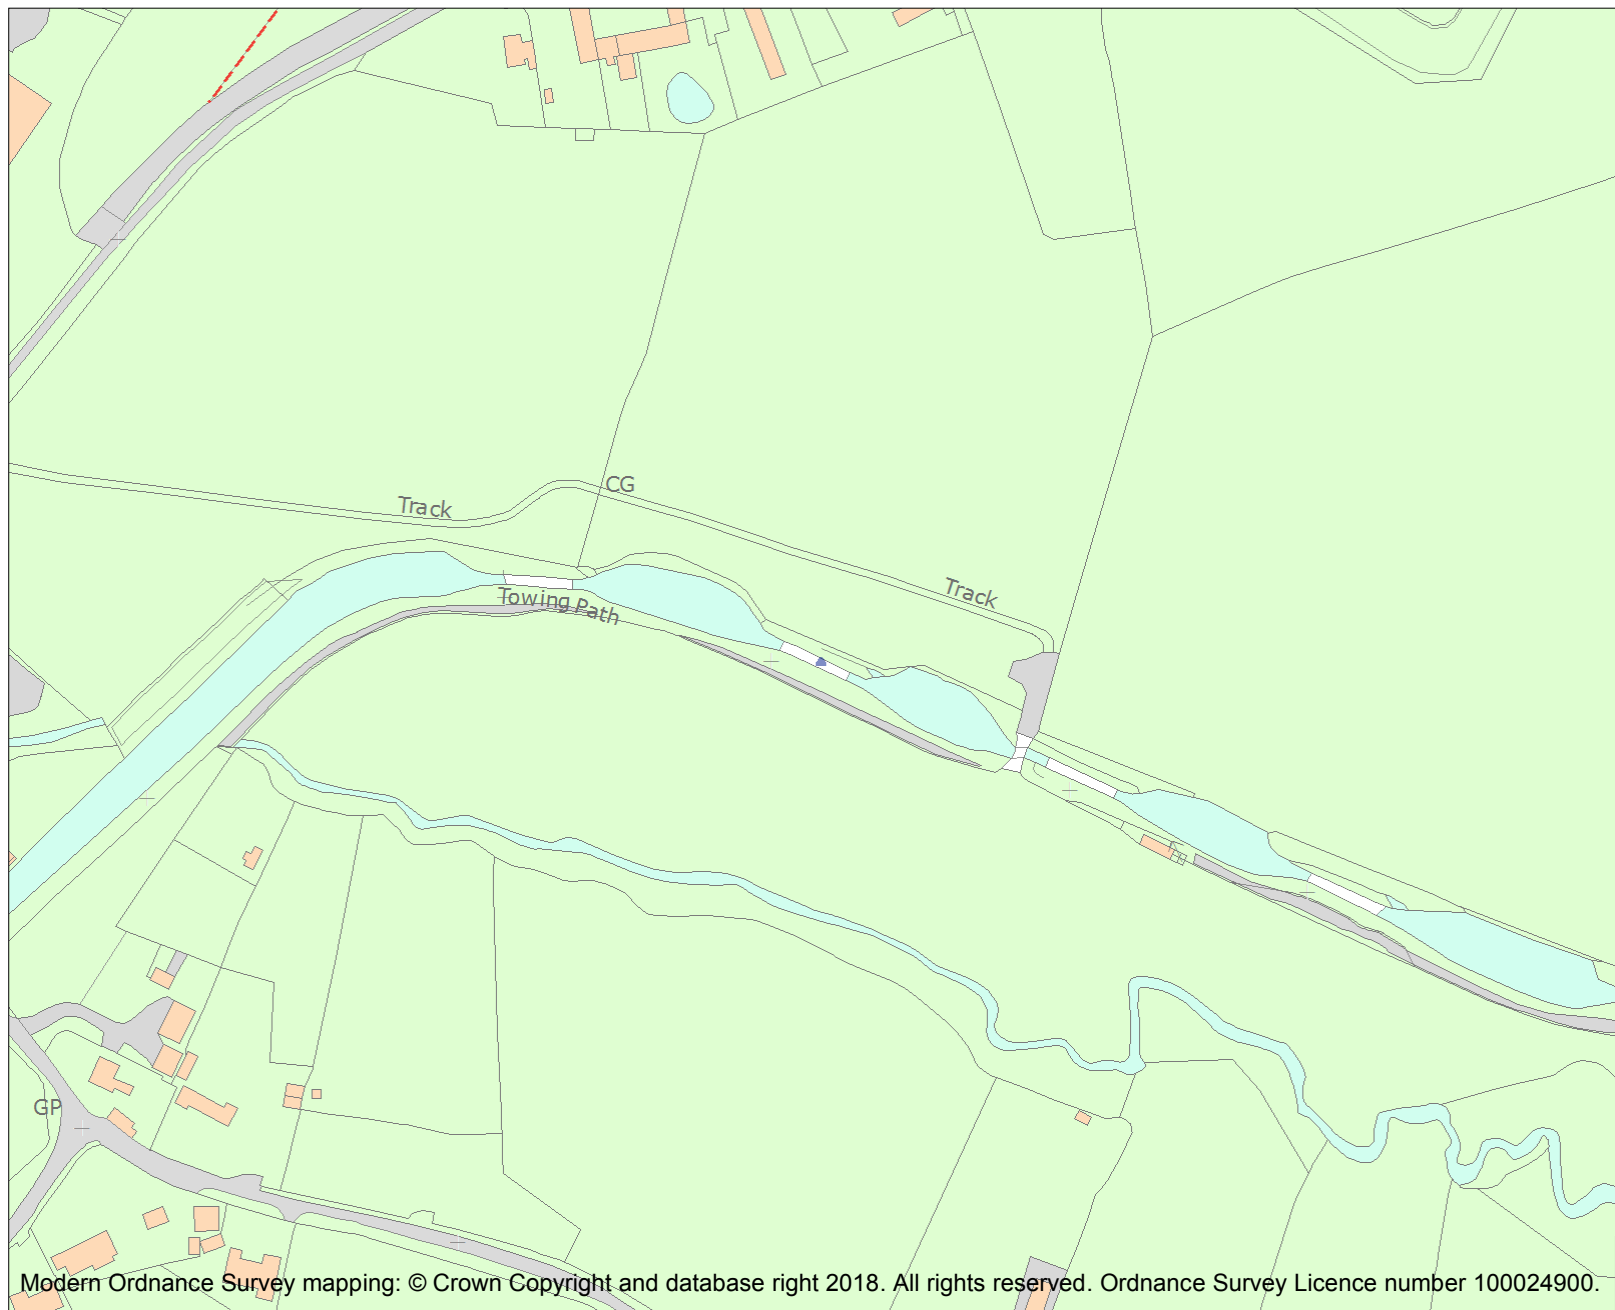 CG
Track
Track
Towing Path
GP
Modern Ordnance Survey mapping: © Crown Copyright and database right 2018. All rights reserved. Ordnance Survey Licence number 100024900.